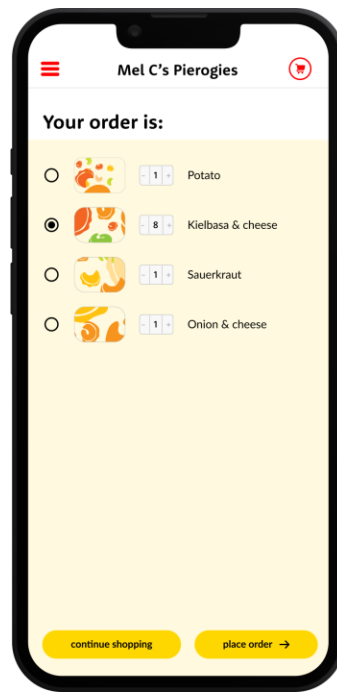 Mel C's Pierogies
Your order is:
- 1 + Potato
- 8 + Kielbasa & cheese
- 1 + Sauerkraut
- 1 + Onion & cheese
continue shopping
place order →